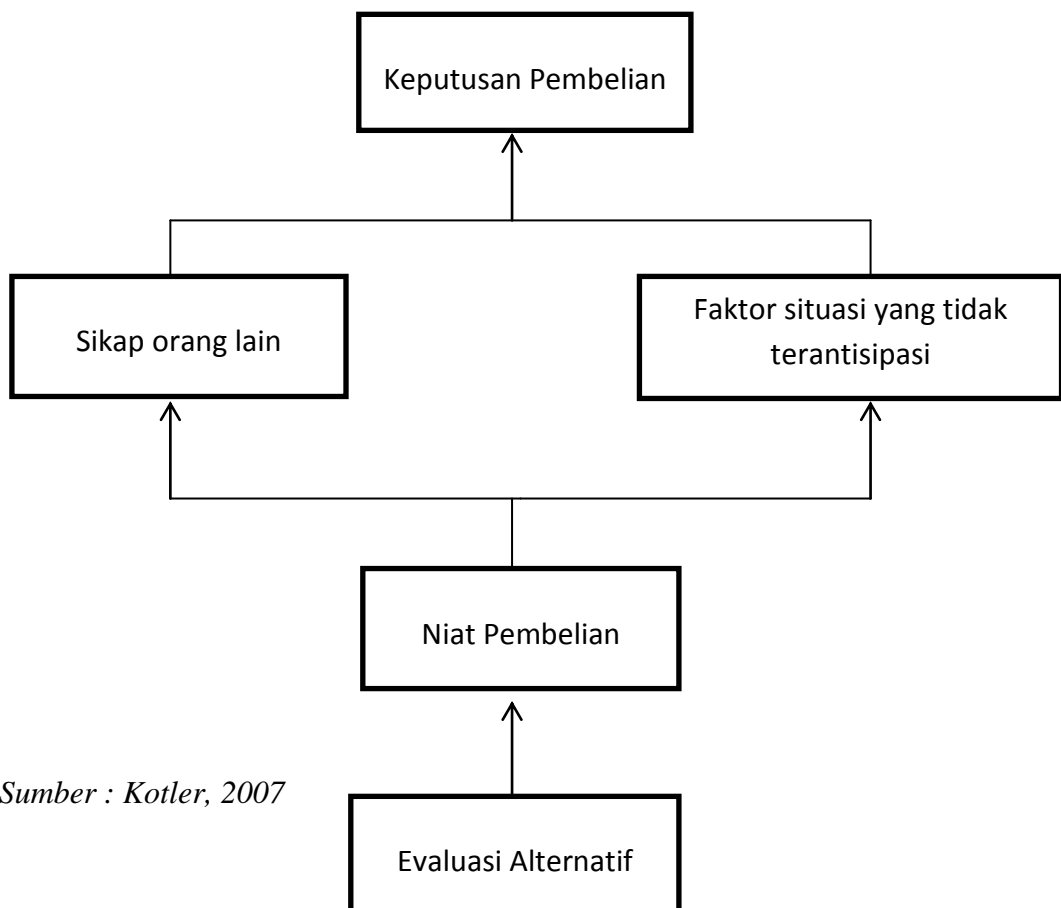 Keputusan Pembelian
Sikap orang lain
Faktor situasi yang tidak
terantisipasi
Niat Pembelian
Sumber : Kotler, 2007
Evaluasi Alternatif